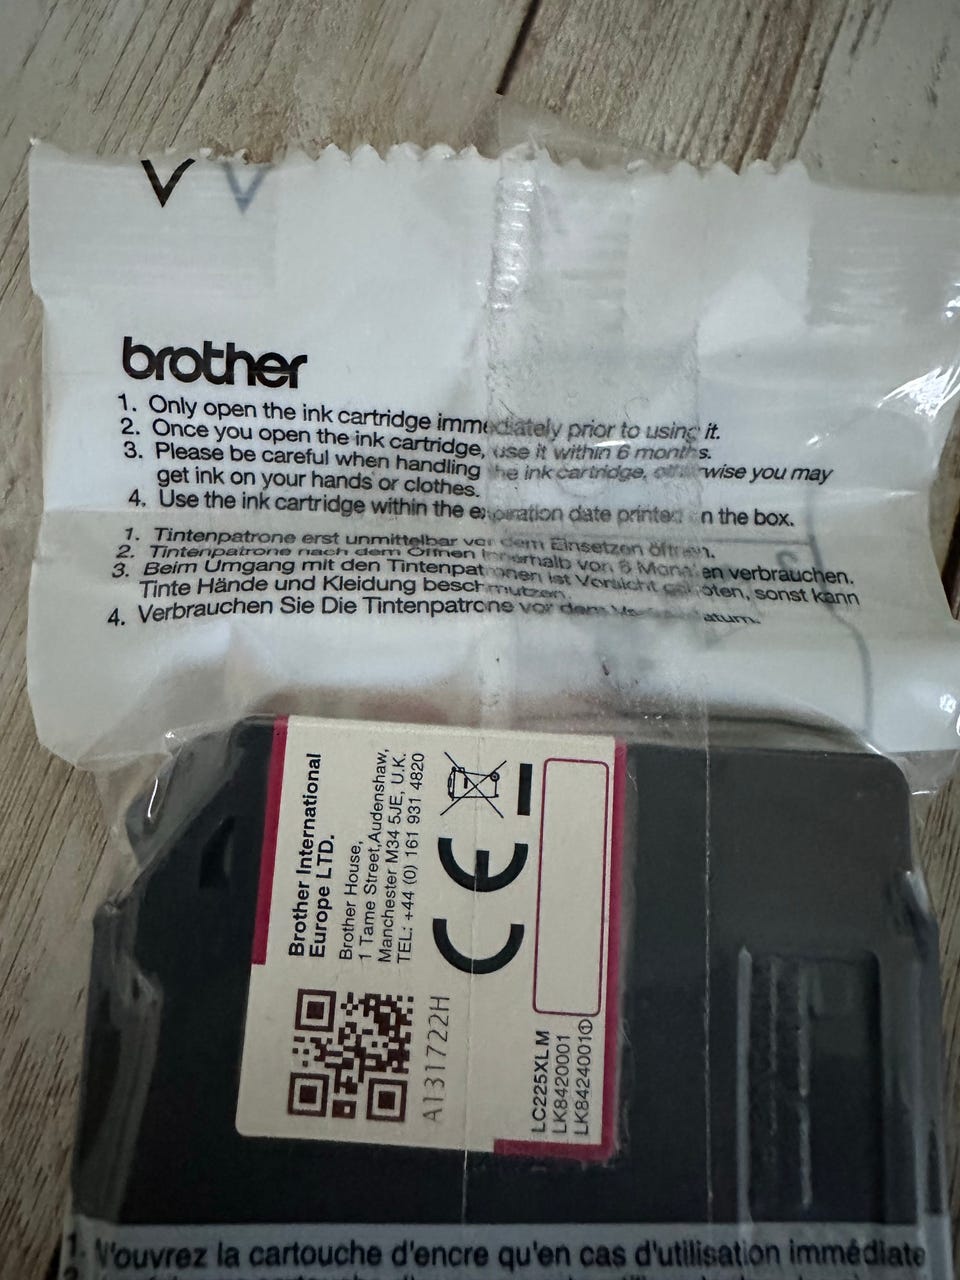 brother
1. Only open the ink cartridge immediately prior to using it.
2. Once you open the ink cartridge, use it within 6 months.
3. Please be careful when handling the ink cartridge, otherwise you may
get ink on your hands or clothes.
4. Use the ink cartridge within the expiration date printed on the box.
1. Tintenpatrone erst unmittelbar vor dem Einsetzen öffnen.
2. Tintenpatrone nach dem Öffnen innerhalb von 6 Monaten verbrauchen.
3. Beim Umgang mit den Tintenpatronen ist Vorsicht geboten, sonst kann
Tinte Hände und Kleidung beschmutzen.
4. Verbrauchen Sie Die Tintenpatrone vor dem
Brother International
Europe LTD.
Brother House,
1 Tame Street,Audenshaw,
Manchester M34 5JE, U.K.
TEL: +44 (0) 161 931 4820
CE
A131722H
LC225XLM
LK8420001
LK8424001①
1. N'ouvrez la cartouche d'encre qu'en cas d'utilisation immédiate
2.